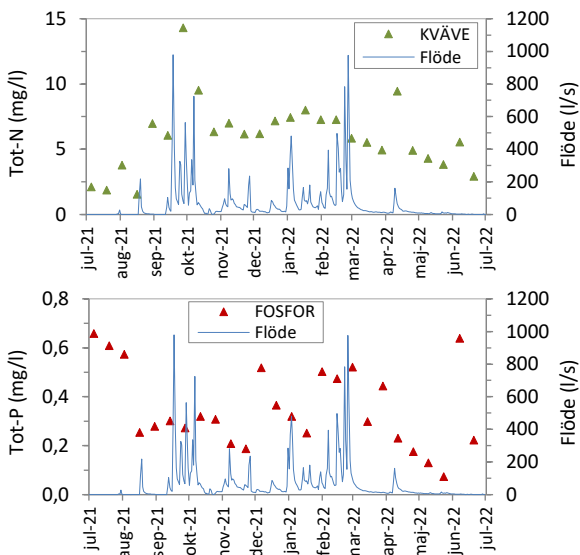 15
10
5
0
Tot-N (mg/l)
KVÄVE
Flöde
1200
1000
800
600
400
200
0
Flöde (l/s)
jul-21
aug-21
sep-21
okt-21
nov-21
dec-21
jan-22
feb-22
mar-22
apr-22
maj-22
jun-22
jul-22
0,8
0,6
0,4
0,2
0,0
Tot-P (mg/l)
FOSFOR
Flöde
1200
1000
800
600
400
200
0
Flöde (l/s)
jul-21
aug-21
sep-21
okt-21
nov-21
dec-21
jan-22
feb-22
mar-22
apr-22
maj-22
jun-22
jul-22